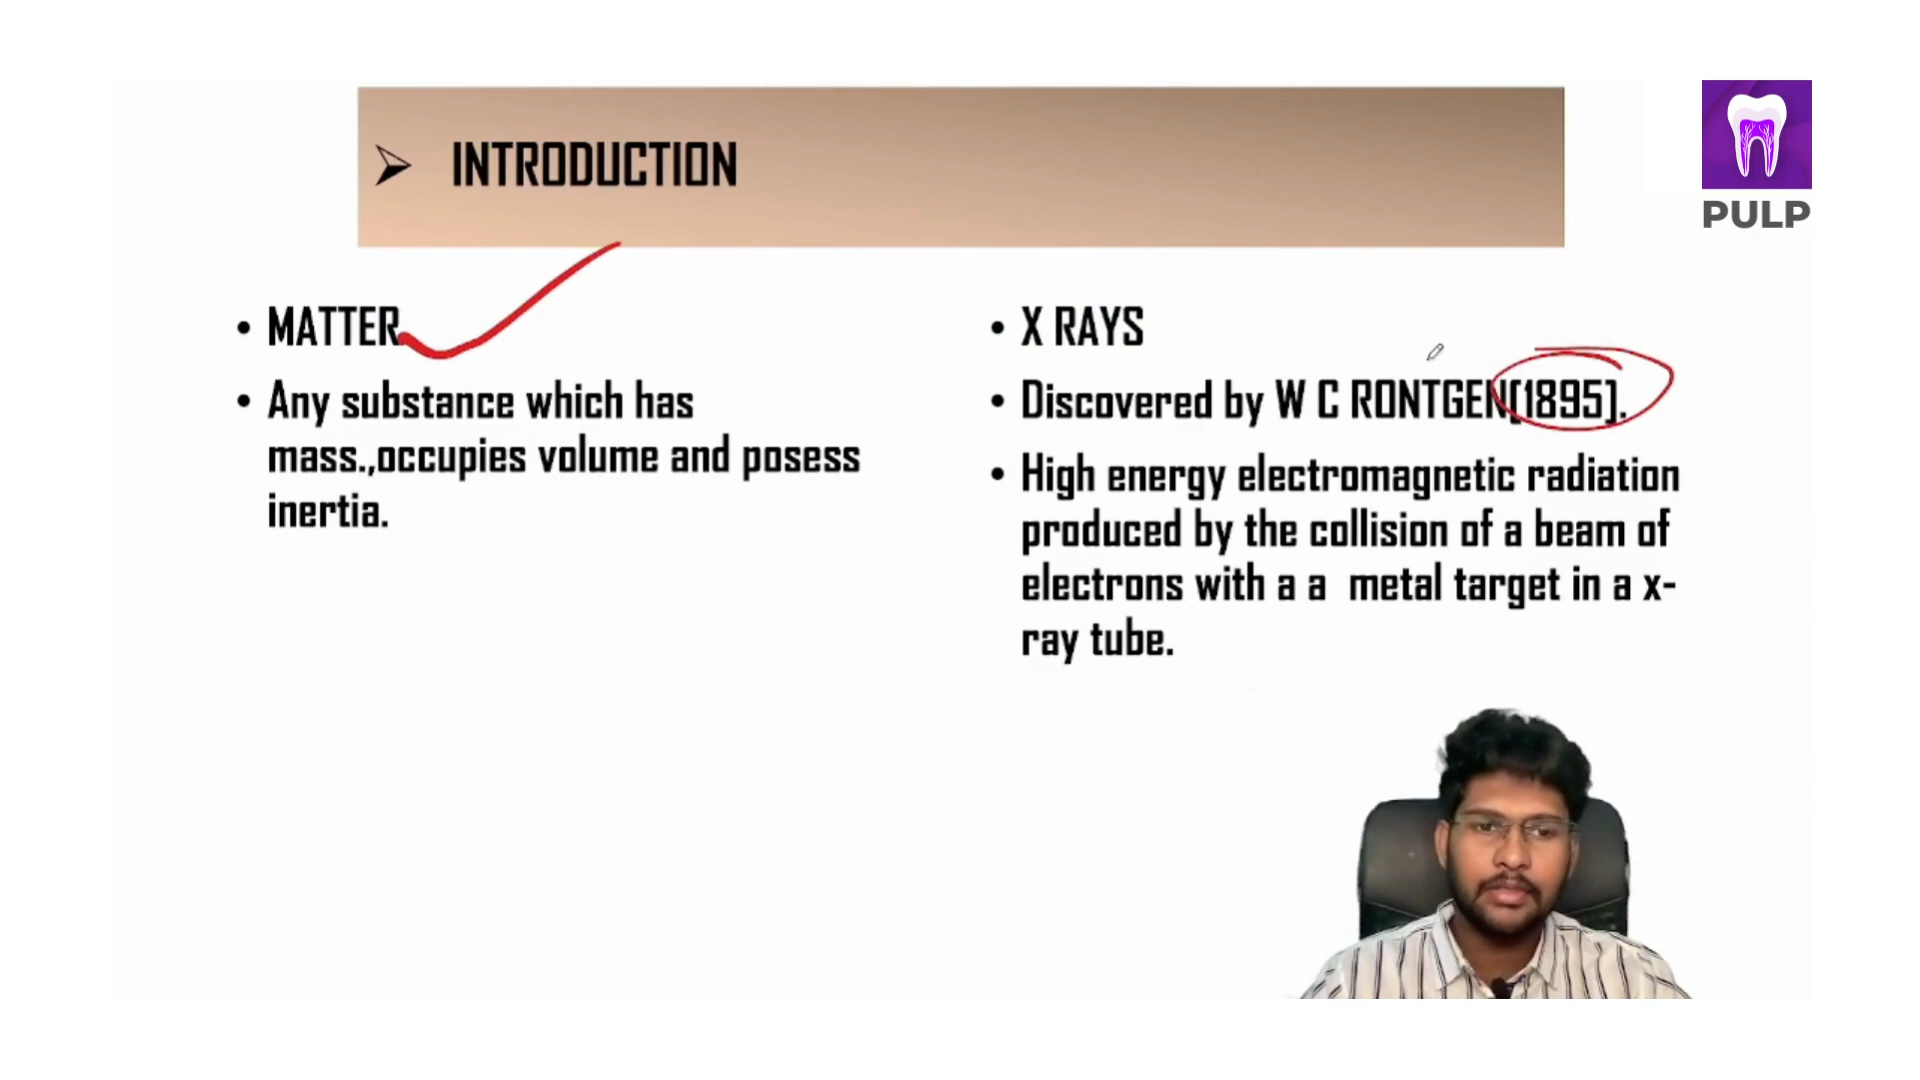 INTRODUCTION
PULP
• MATTER
• Any substance which has
mass.,occupies volume and posess
inertia.
• X RAYS
• Discovered by W C RONTGEN[1895].
• High energy electromagnetic radiation
produced by the collision of a beam of
electrons with a a metal target in a x-
ray tube.